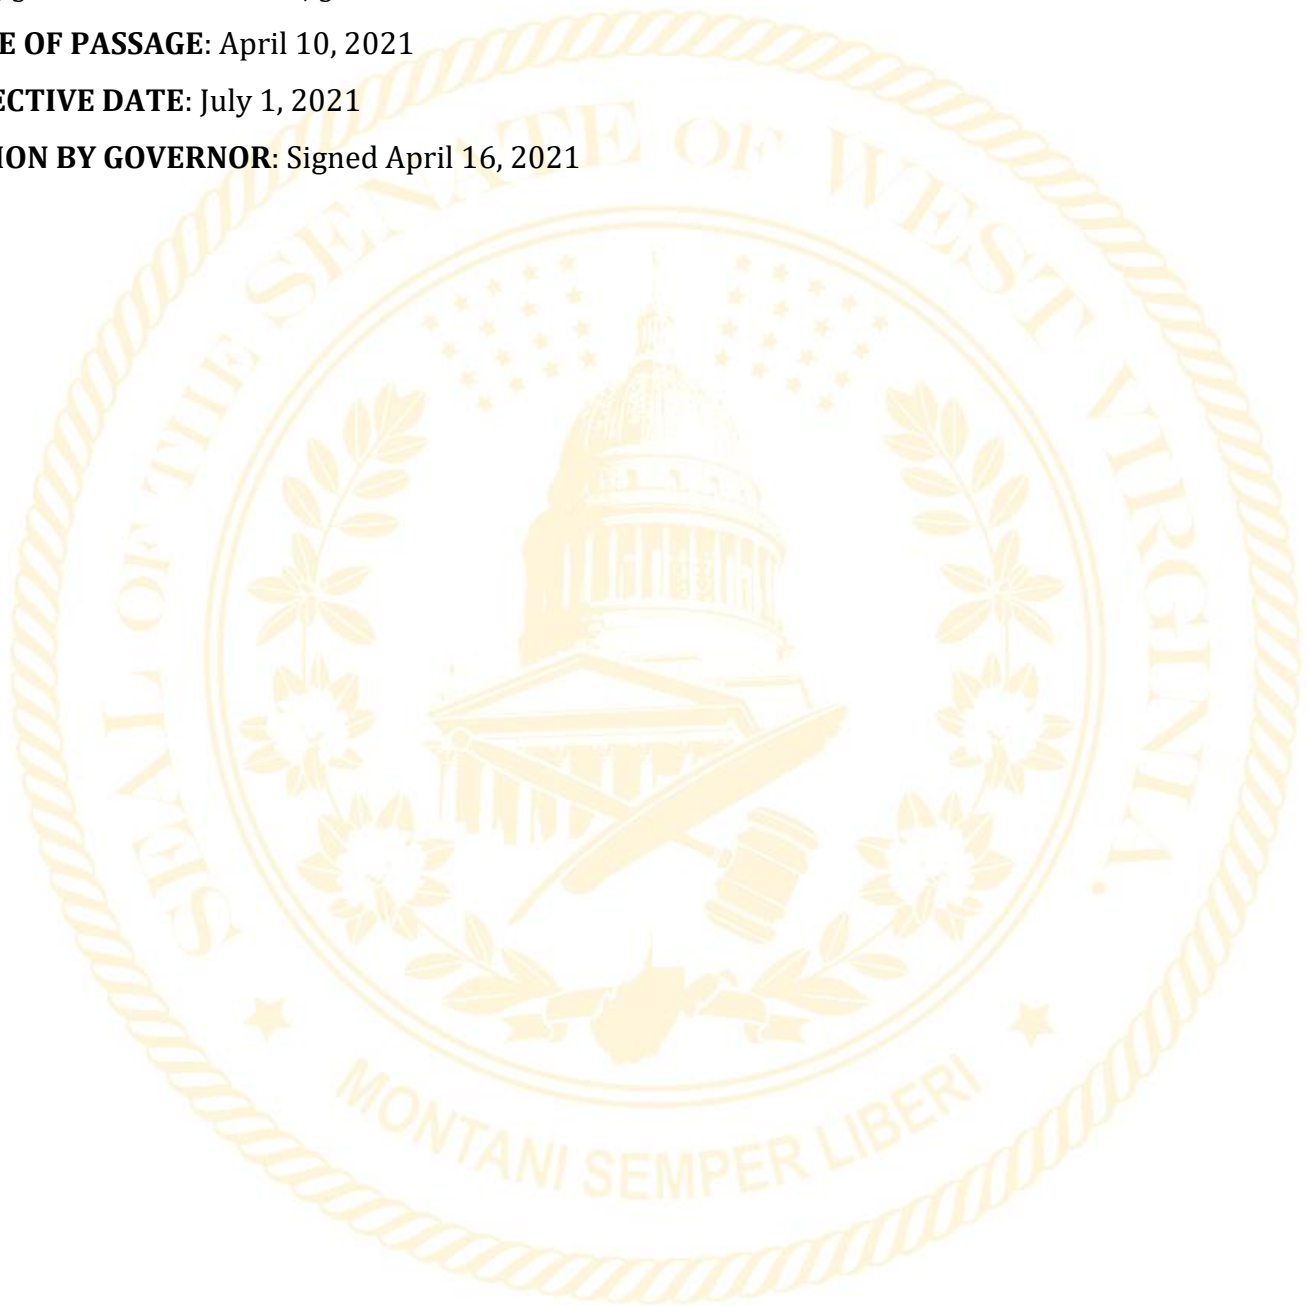 E OF PASSAGE: April 10, 2021
ECTIVE DATE: July 1, 2021
ION BY GOVERNOR: Signed April 16, 2021
SEAL OF THE SENATE OF WEST VIRGINIA
MONTANI SEMPER LIBERI